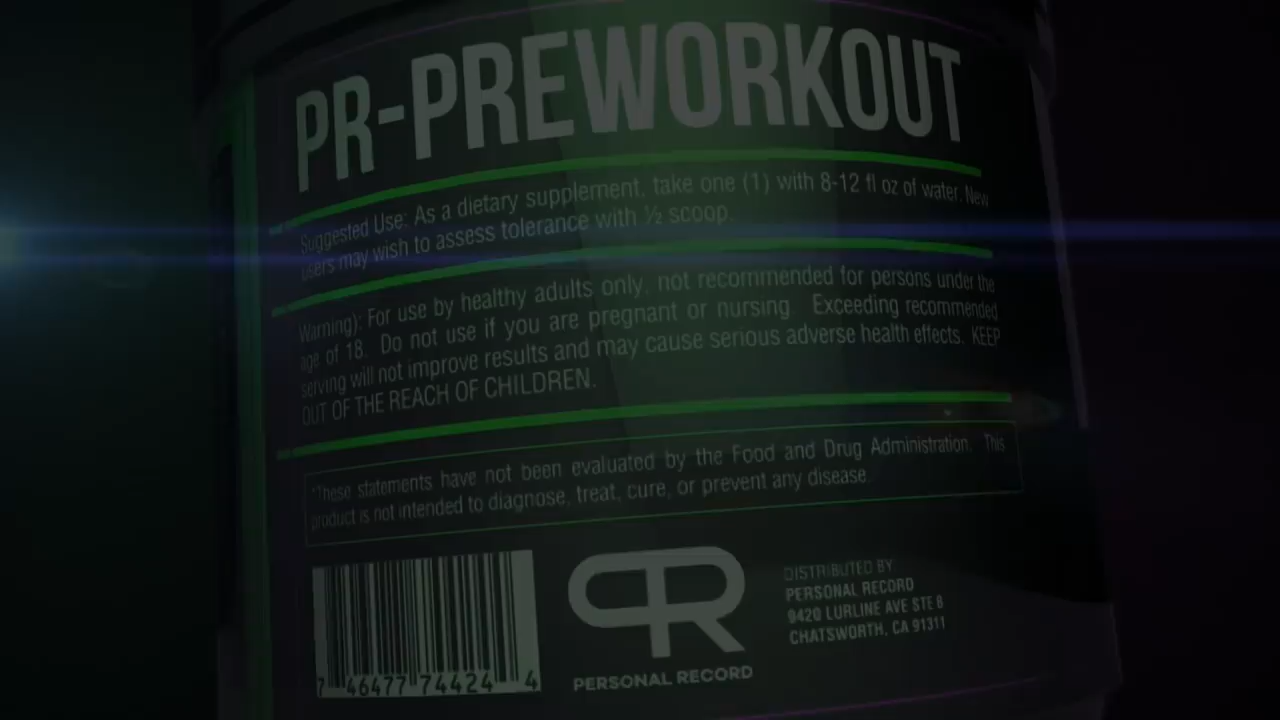 PR-PREWORKOUT
Suggested Use: As a dietary supplement, take one (1) with 8-12 fl oz of water. New
users may wish to assess tolerance with ½ scoop.
Warning): For use by healthy adults only, not recommended for persons under the
age of 18. Do not use if you are pregnant or nursing. Exceeding recommended
serving will not improve results and may cause serious adverse health effects. KEEP
OUT OF THE REACH OF CHILDREN.
*These statements have not been evaluated by the Food and Drug Administration. This
product is not intended to diagnose, treat, cure, or prevent any disease.
7 46477 74424 4
PR
PERSONAL RECORD
DISTRIBUTED BY
PERSONAL RECORD
9420 LURLINE AVE STE B
CHATSWORTH, CA 91311